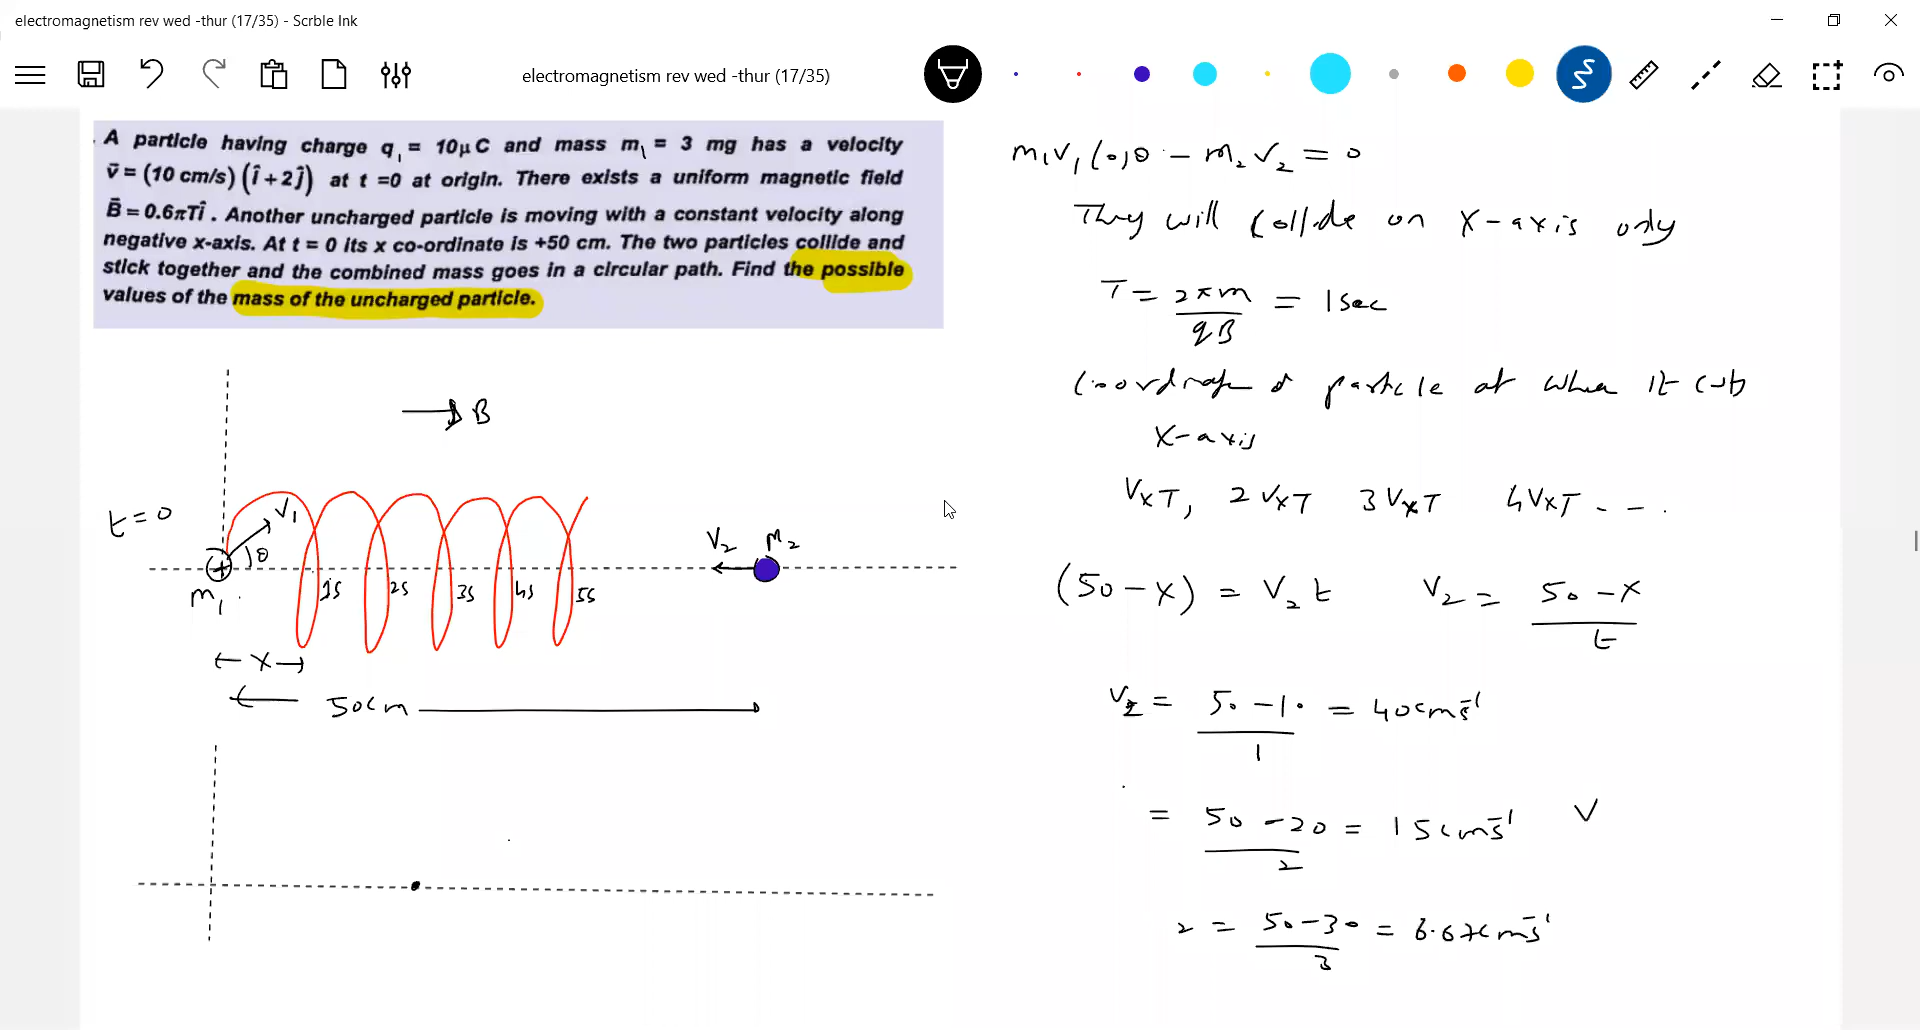 electromagnetism rev wed -thur (17/35) - Scrble Ink
electromagnetism rev wed -thur (17/35)
A particle having charge q₁ = 10μC and mass m₁ = 3 mg has a velocity
v̄ = (10 cm/s) (î + 2ĵ) at t =0 at origin. There exists a uniform magnetic field
B̄ = 0.6πTî . Another uncharged particle is moving with a constant velocity along
negative x-axis. At t = 0 its x co-ordinate is +50 cm. The two particles collide and
stick together and the combined mass goes in a circular path. Find the possible
values of the mass of the uncharged particle.
B
t = 0
V₁
θ
m₁
1s 2s 3s 4s 5s
V₂ M₂
x
50cm
m₁v₁ cosθ - m₂v₂ = 0
They will collide on x-axis only
T = 2πm / qB = 1 sec
Coordinate of particle at when it cuts
x-axis
VxT, 2VxT 3VxT 4VxT - - .
(50 - x) = V₂ t V₂ = 50 - x / t
V₂ = 50 - 10 / 1 = 40cms⁻¹
= 50 - 20 / 2 = 15cms⁻¹ V
2 = 50 - 30 / 3 = 6.67cms⁻¹